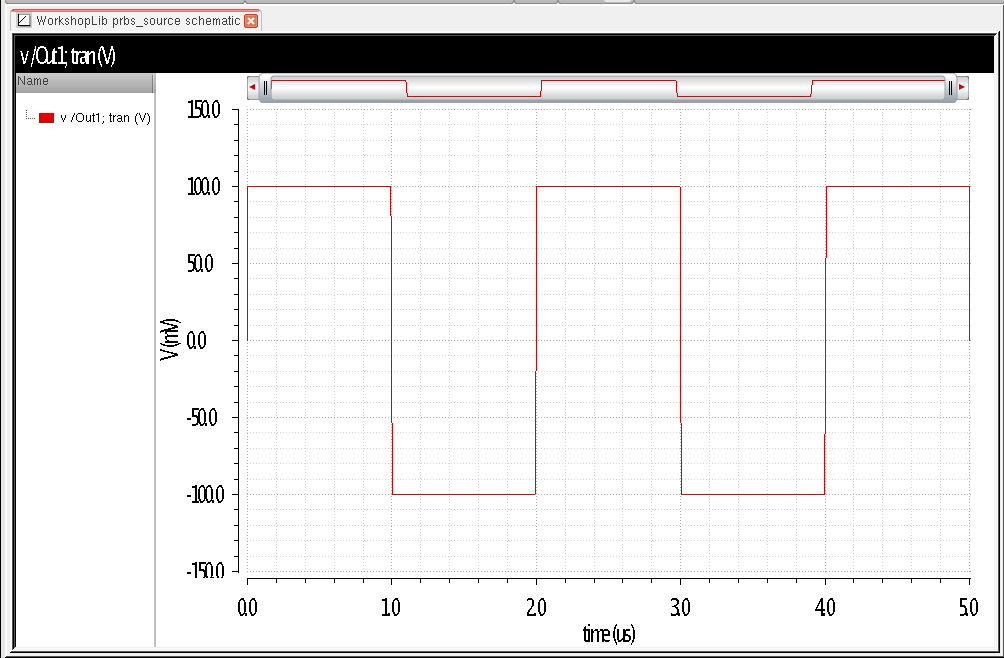 WorkshopLib prbs_source schematic
v /Out1; tran (V)
Name
v /Out1; tran (V)
150.0
100.0
50.0
0.0
-50.0
-100.0
-150.0
V (mV)
0.0 1.0 2.0 3.0 4.0 5.0
time (us)